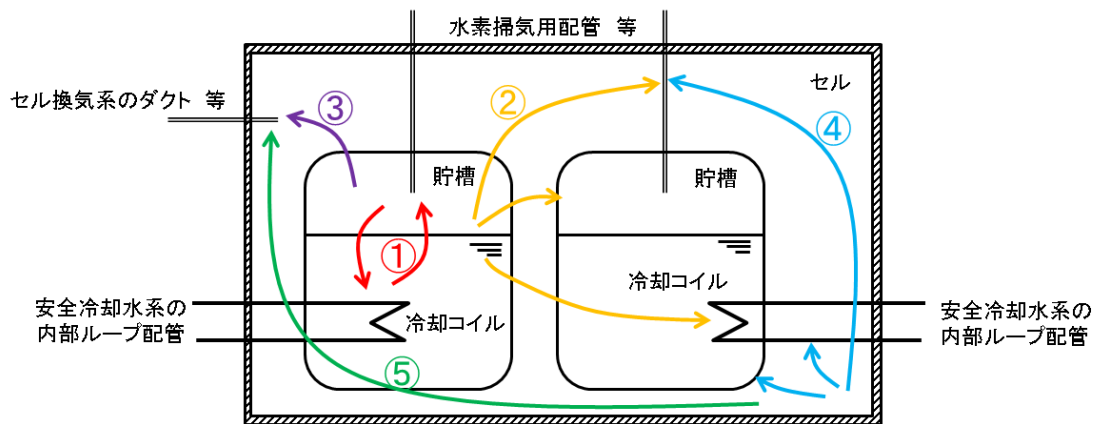 水素掃気用配管 等
セル
セル換気系のダクト 等
③
②
④
貯槽
貯槽
①
冷却コイル
安全冷却水系の
内部ループ配管
冷却コイル
安全冷却水系の
内部ループ配管
⑤